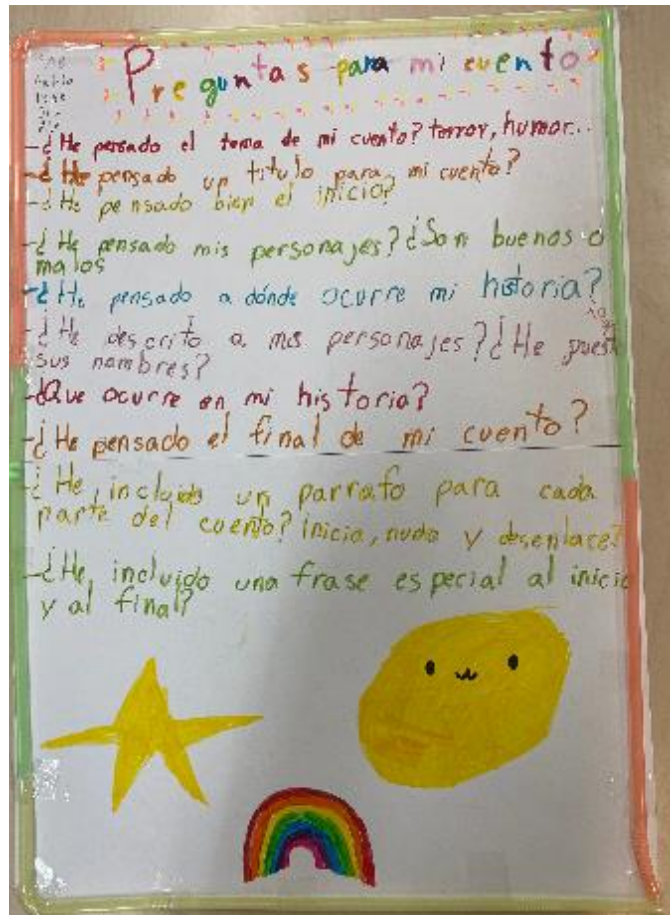 Preguntas para mi cuento
-¿He pensado el tema de mi cuento? terror, humor...
-¿He pensado un titulo para mi cuento?
-¿He pensado bien el inicio?
-¿He pensado mis personajes? ¿Son buenos o
malos
-¿He pensado a dónde ocurre mi historia?
-¿He descrito a mis personajes? ¿He
sus nombres?
-¿Que ocurre en mi historia?
-¿He pensado el final de mi cuento?
-¿He incluido un parrafo para cada
parte del cuento? inicio, nudo y desenlace?
-¿He incluido una frase especial al inicio
y al final?